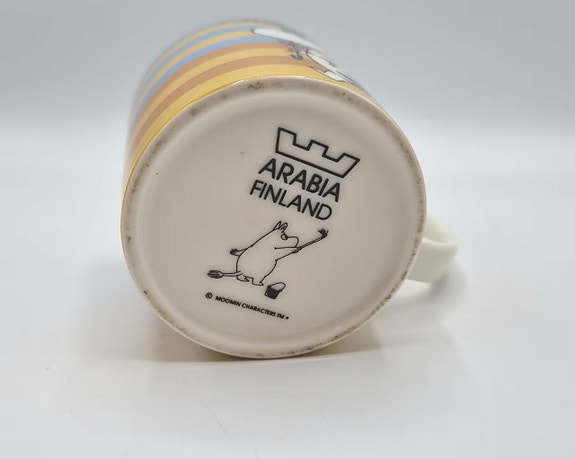 ARABIA
FINLAND
© MOOMIN CHARACTERS TM •